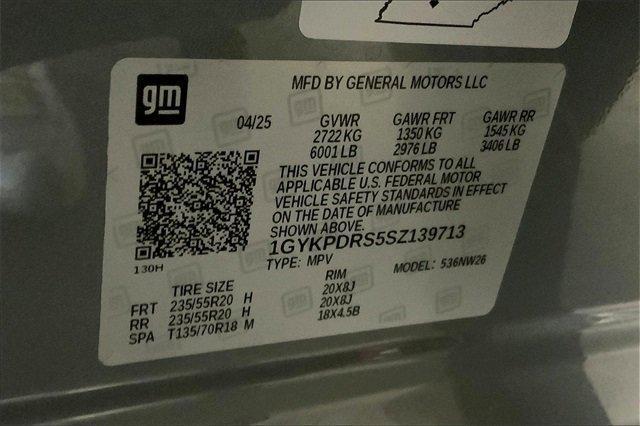 gm
MFD BY GENERAL MOTORS LLC
04/25 GVWR GAWR FRT GAWR RR
2722 KG 1350 KG 1545 KG
6001 LB 2976 LB 3406 LB
THIS VEHICLE CONFORMS TO ALL
APPLICABLE U.S. FEDERAL MOTOR
VEHICLE SAFETY STANDARDS IN EFFECT
ON THE DATE OF MANUFACTURE
SHOWN ABOVE.
1GYKPDRS5SZ139713
130H
TYPE: MPV MODEL: 536NW26
TIRE SIZE RIM
FRT 235/55R20 H 20X8J
RR 235/55R20 H 20X8J
SPA T135/70R18 M 18X4.5B